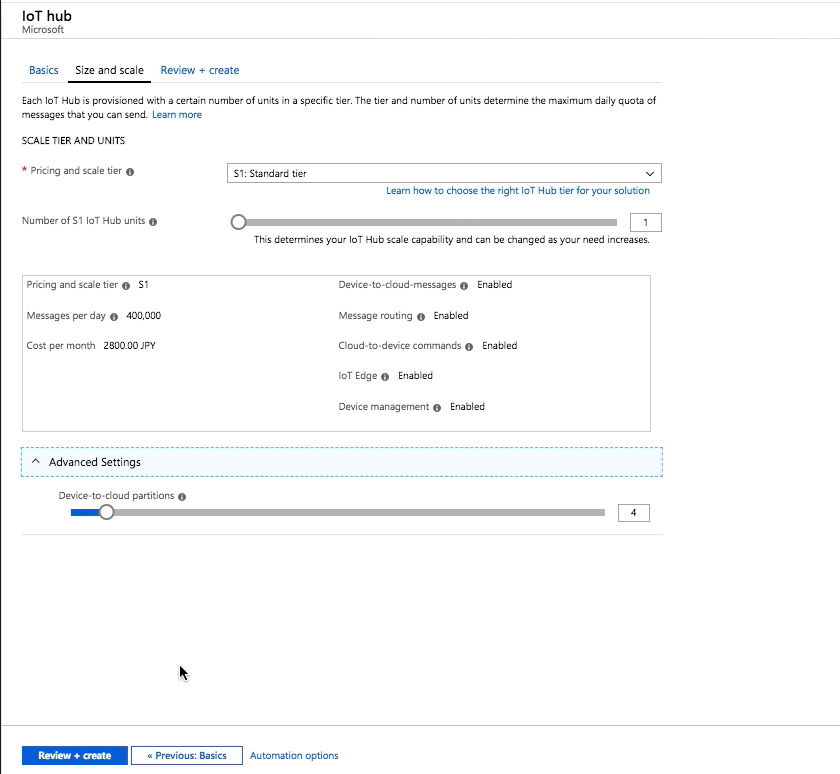 IoT hub
Microsoft
Basics Size and scale Review + create
Each IoT Hub is provisioned with a certain number of units in a specific tier. The tier and number of units determine the maximum daily quota of
messages that you can send. Learn more
SCALE TIER AND UNITS
* Pricing and scale tier S1: Standard tier
Learn how to choose the right IoT Hub tier for your solution
Number of S1 IoT Hub units 1
This determines your IoT Hub scale capability and can be changed as your need increases.
Pricing and scale tier S1 Device-to-cloud-messages Enabled
Messages per day 400,000 Message routing Enabled
Cost per month 2800.00 JPY Cloud-to-device commands Enabled
IoT Edge Enabled
Device management Enabled
Advanced Settings
Device-to-cloud partitions
4
Review + create « Previous: Basics Automation options